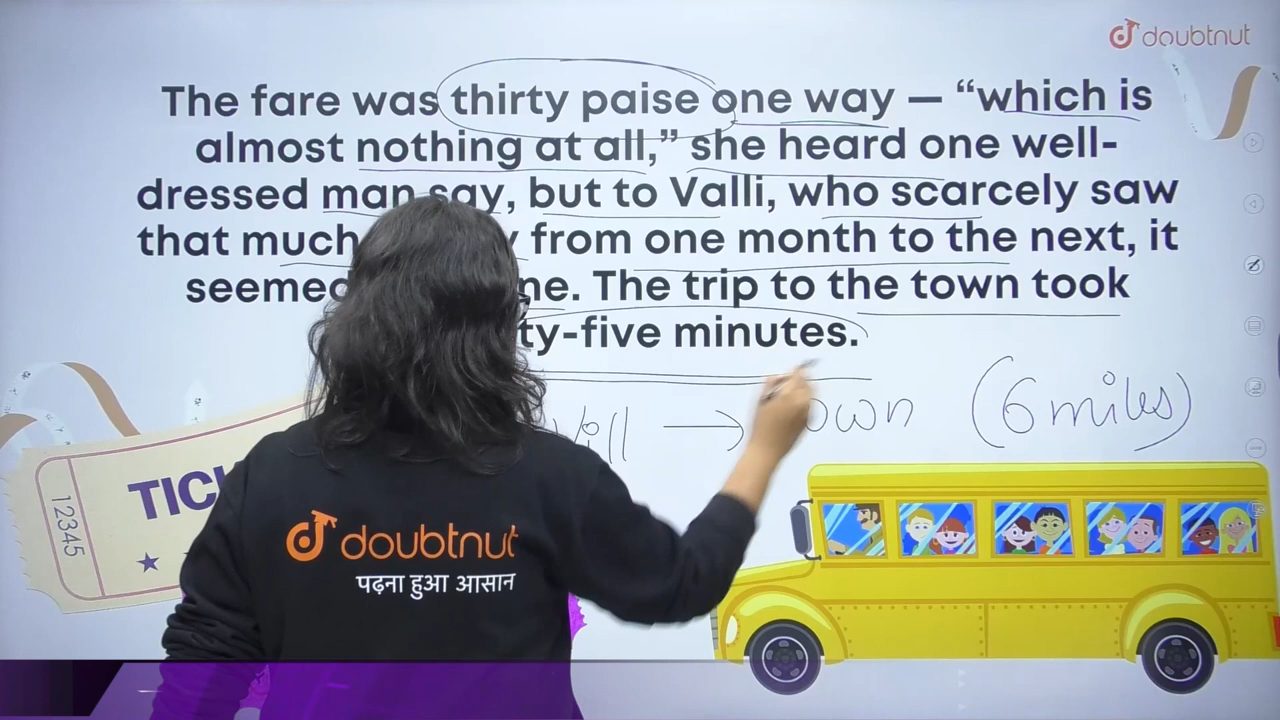 doubtnut
The fare was thirty paise one way — “which is
almost nothing at all,” she heard one well-
dressed man say, but to Valli, who scarcely saw
that much from one month to the next, it
The trip to the town took
ty-five minutes.
Vill → own (6 miles)
12345
TIC
doubtnut
पढ़ना हुआ आसान